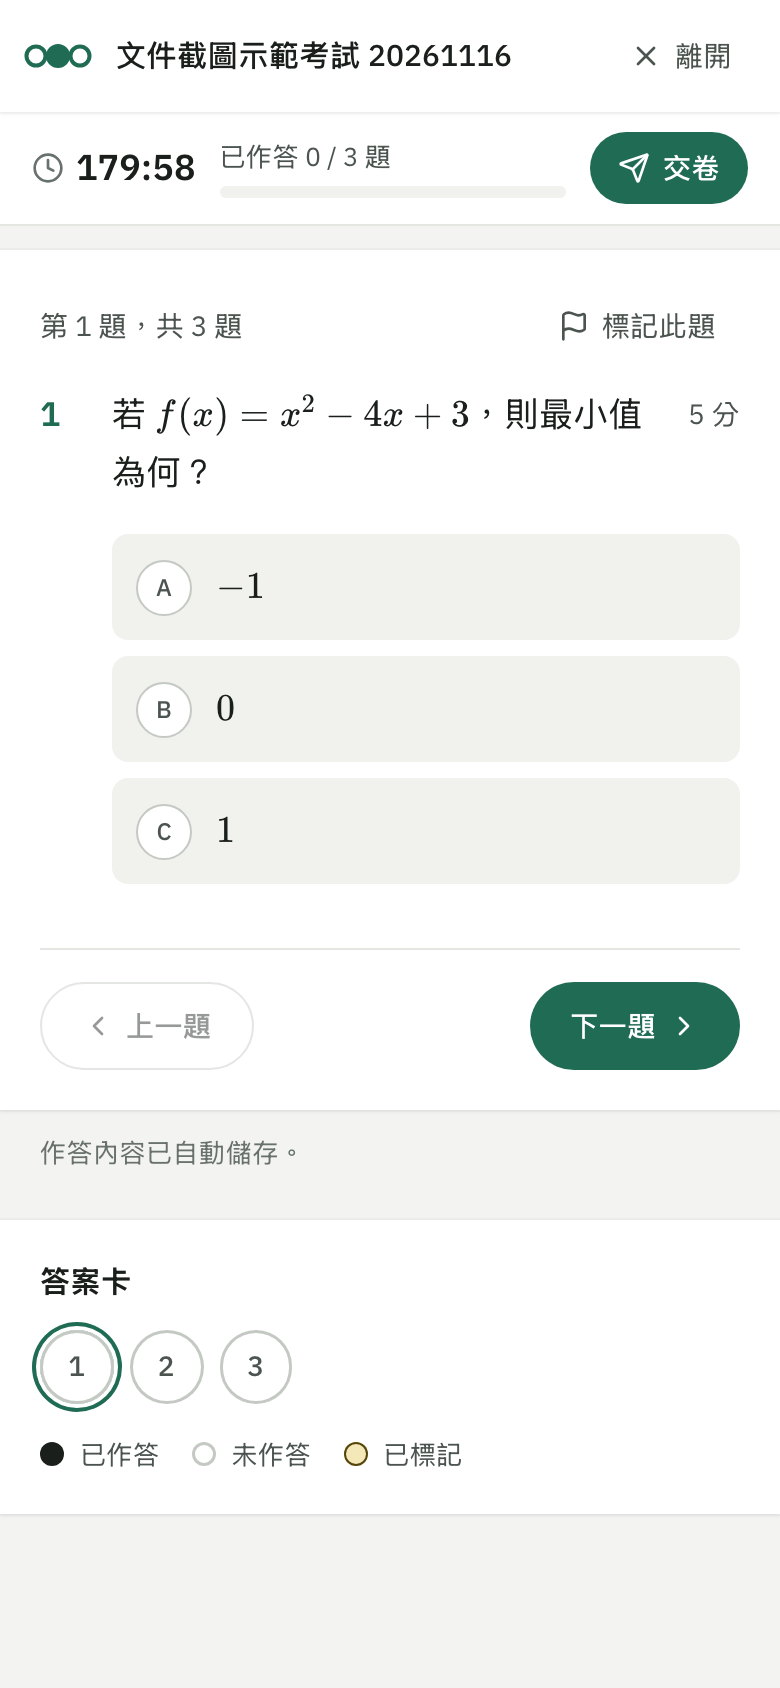 文件截圖示範考試 20261116
離開
179:58
已作答 0 / 3 題
交卷
第 1 題，共 3 題
標記此題
1
若 f(x) = x² − 4x + 3，則最小值
為何？
5 分
A −1
B 0
C 1
上一題
下一題
作答內容已自動儲存。
答案卡
1 2 3
已作答 未作答 已標記